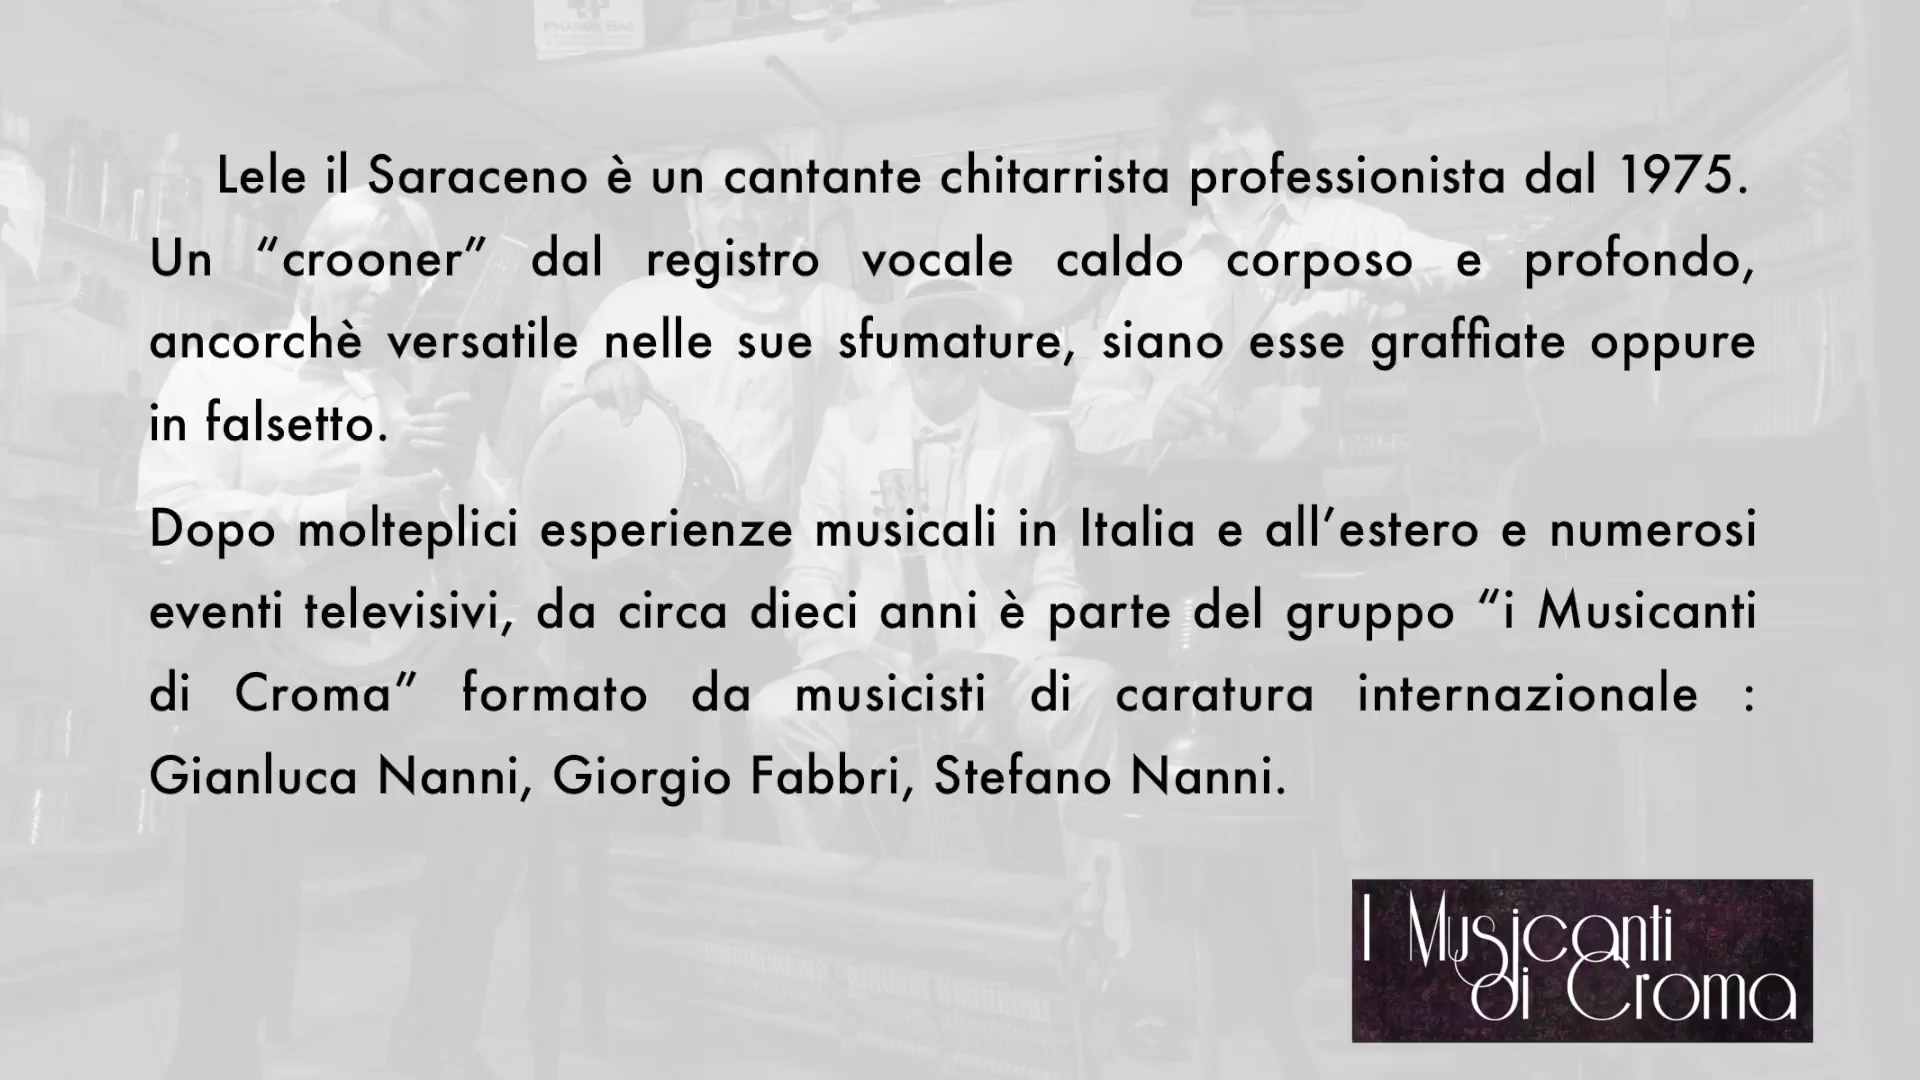 PHARMA BAG
Lele il Saraceno è un cantante chitarrista professionista dal 1975.
Un “crooner” dal registro vocale caldo corposo e profondo,
ancorchè versatile nelle sue sfumature, siano esse graffiate oppure
in falsetto.
Dopo molteplici esperienze musicali in Italia e all’estero e numerosi
eventi televisivi, da circa dieci anni è parte del gruppo “i Musicanti
di Croma” formato da musicisti di caratura internazionale :
Gianluca Nanni, Giorgio Fabbri, Stefano Nanni.
I Musicanti
di Croma